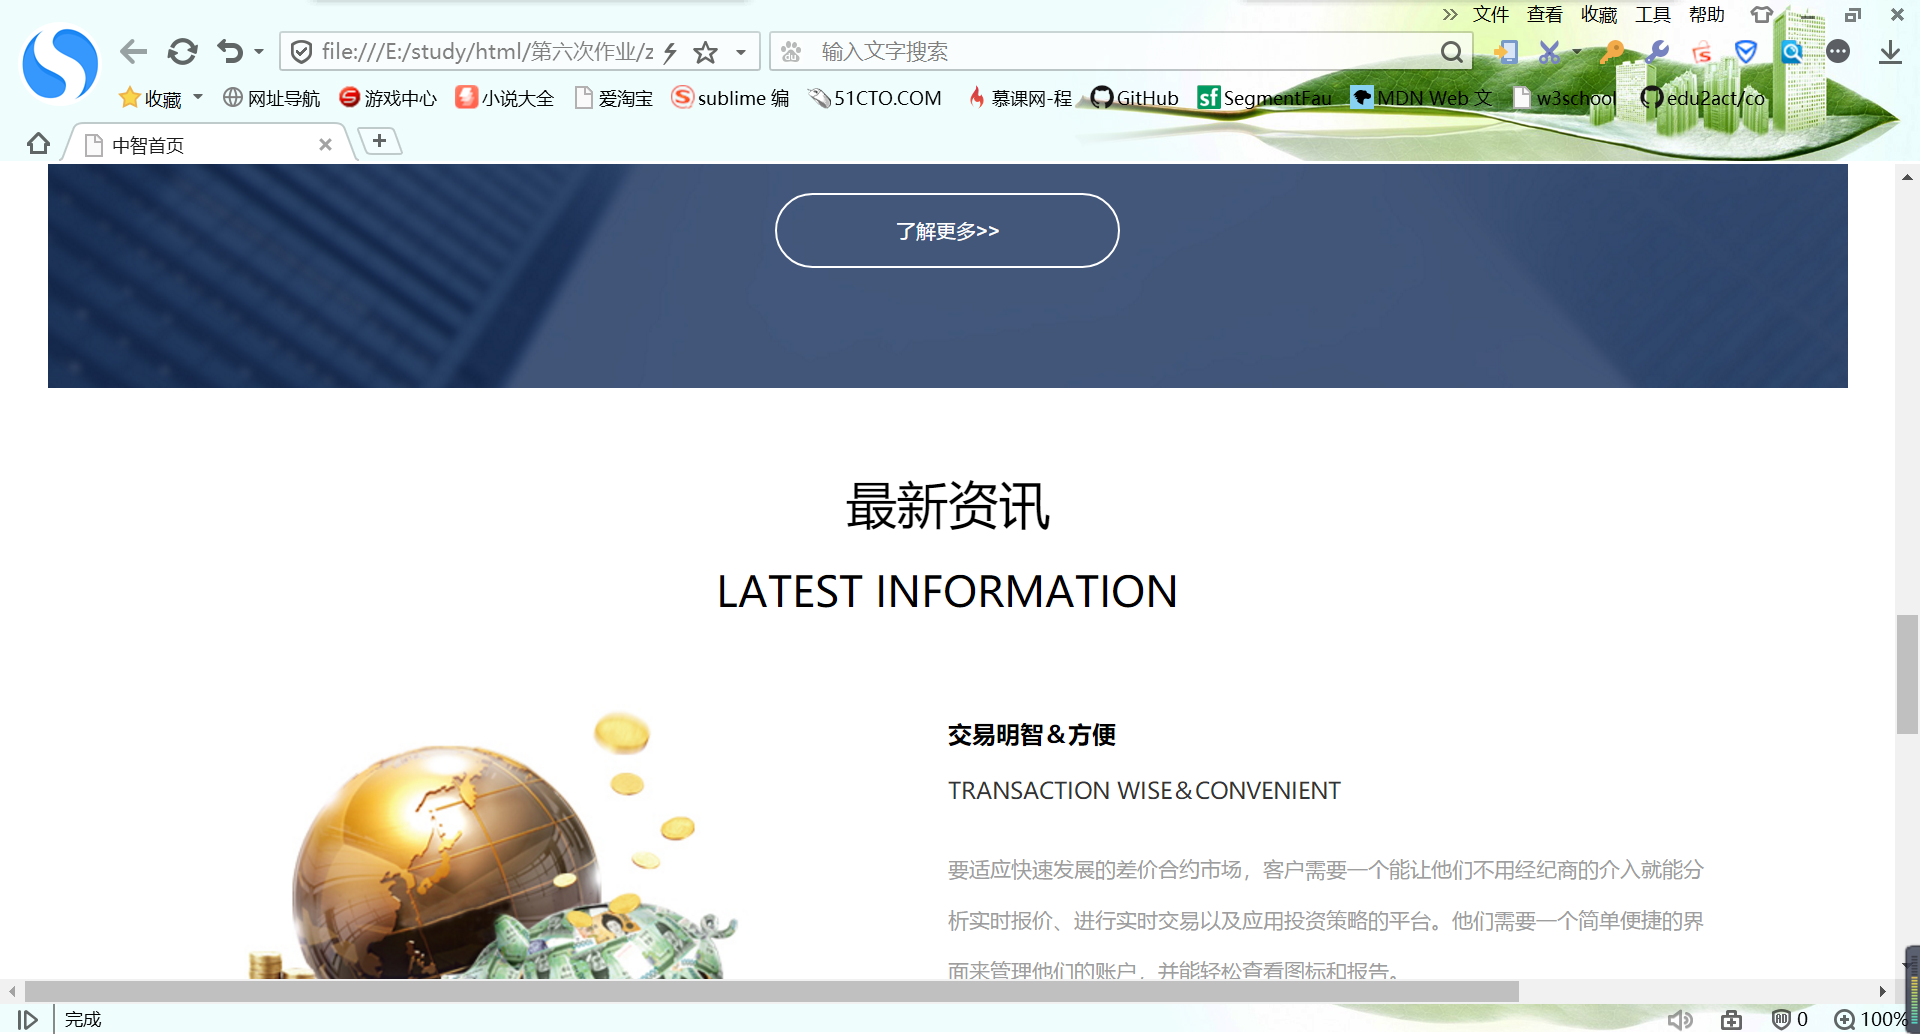 文件 查看 收藏 工具 帮助
file:///E:/study/html/第六次作业/z
输入文字搜索
收藏 网址导航 游戏中心 小说大全 爱淘宝 sublime 编 51CTO.COM 慕课网-程 GitHub SegmentFau MDN Web 文 w3school edu2act/co
中智首页
了解更多>>
最新资讯
LATEST INFORMATION
交易明智&方便
TRANSACTION WISE&CONVENIENT
要适应快速发展的差价合约市场，客户需要一个能让他们不用经纪商的介入就能分
析实时报价、进行实时交易以及应用投资策略的平台。他们需要一个简单便捷的界
面来管理他们的账户，并能轻松查看图标和报告。
完成
0
100%